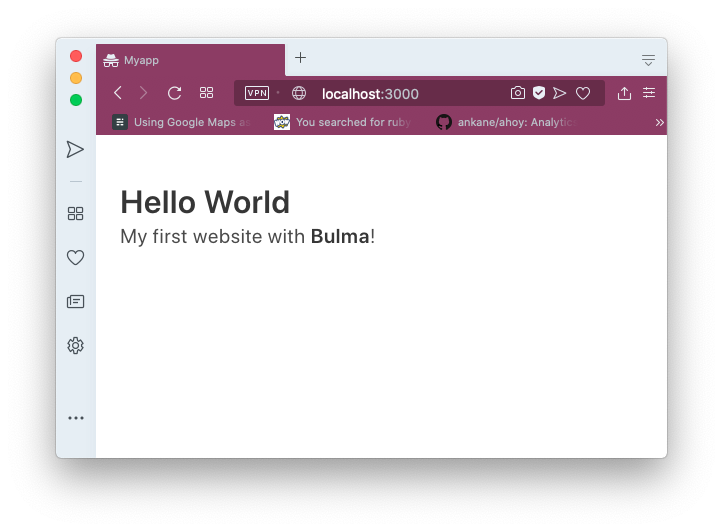 Myapp
VPN localhost:3000
Using Google Maps as You searched for ruby ankane/ahoy: Analytics
Hello World
My first website with Bulma!